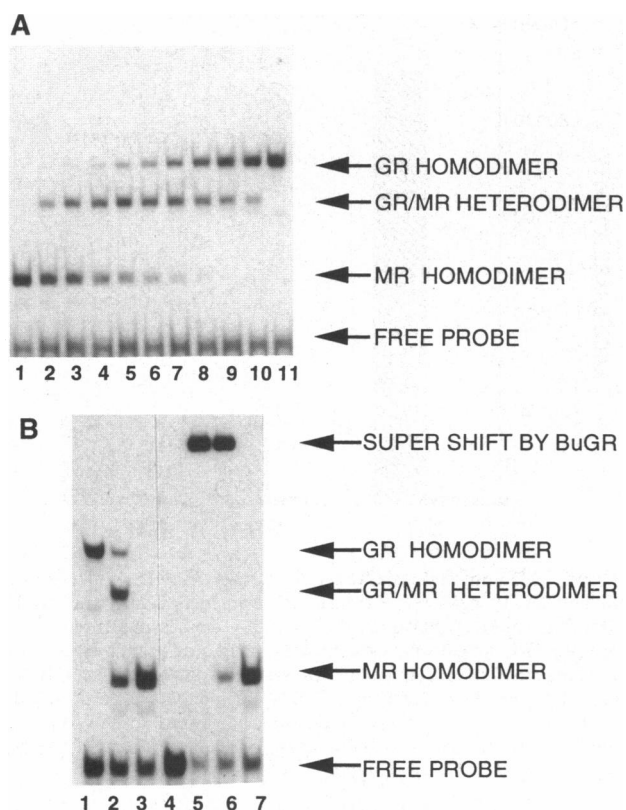 A
GR HOMODIMER
GR/MR HETERODIMER
MR HOMODIMER
FREE PROBE
1 2 3 4 5 6 7 8 9 10 11
B
SUPER SHIFT BY BuGR
GR HOMODIMER
GR/MR HETERODIMER
MR HOMODIMER
FREE PROBE
1 2 3 4 5 6 7